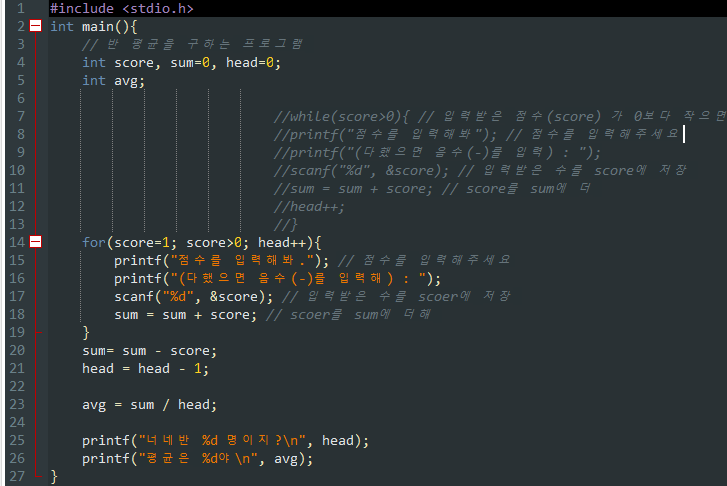 1 #include <stdio.h>
2 int main(){
3 // 반 평균을 구하는 프로그램
4 int score, sum=0, head=0;
5 int avg;
6
7 //while(score>0){ // 입력받은 점수(score) 가 0보다 작으면
8 //printf("점수를 입력해봐"); // 점수를 입력해주세요
9 //printf("(다했으면 음수(-)를 입력) : ");
10 //scanf("%d", &score); // 입력받은 수를 score에 저장
11 //sum = sum + score; // score를 sum에 더
12 //head++;
13 //}
14 for(score=1; score>0; head++){
15 printf("점수를 입력해봐."); // 점수를 입력해주세요
16 printf("(다했으면 음수(-)를 입력해) : ");
17 scanf("%d", &score); // 입력받은 수를 scoer에 저장
18 sum = sum + score; // scoer를 sum에 더해
19 }
20 sum= sum - score;
21 head = head - 1;
22
23 avg = sum / head;
24
25 printf("너네반 %d 명이지?\n", head);
26 printf("평균은 %d야\n", avg);
27 }